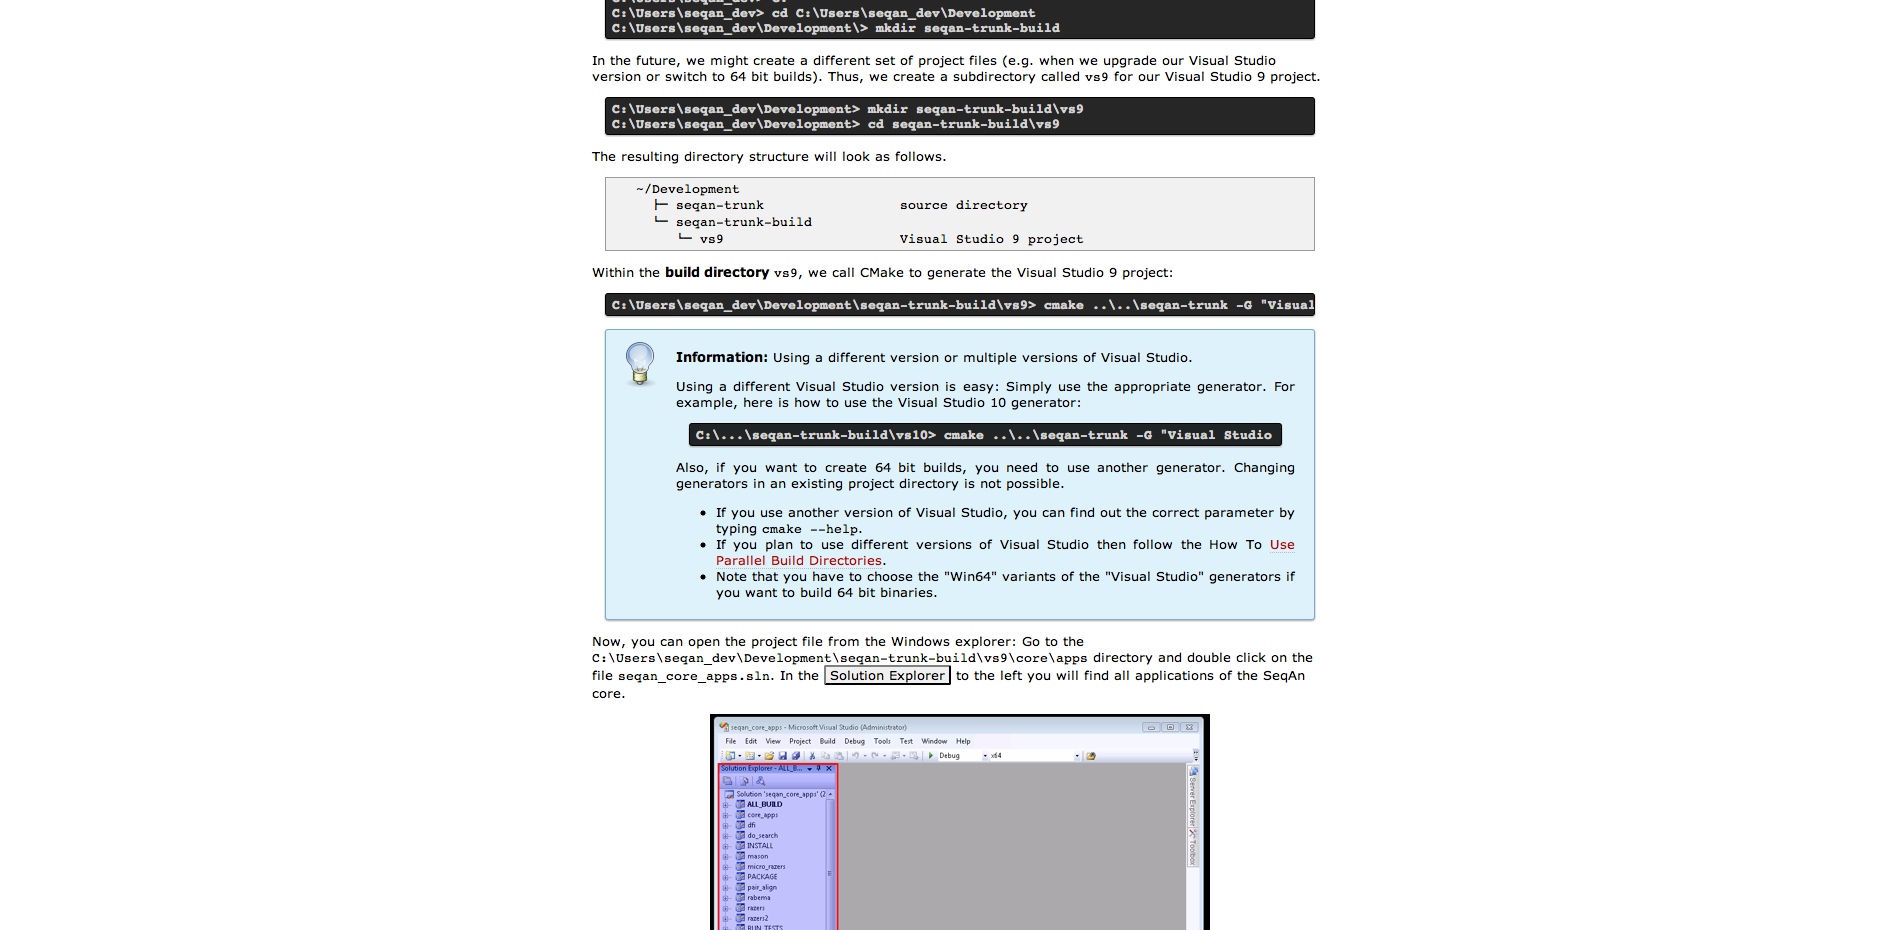 C:\Users\seqan_dev> cd C:\Users\seqan_dev\Development
C:\Users\seqan_dev\Development\> mkdir seqan-trunk-build
In the future, we might create a different set of project files (e.g. when we upgrade our Visual Studio
version or switch to 64 bit builds). Thus, we create a subdirectory called vs9 for our Visual Studio 9 project.
C:\Users\seqan_dev\Development> mkdir seqan-trunk-build\vs9
C:\Users\seqan_dev\Development> cd seqan-trunk-build\vs9
The resulting directory structure will look as follows.
~/Development
├─ seqan-trunk source directory
└─ seqan-trunk-build
└─ vs9 Visual Studio 9 project
Within the build directory vs9, we call CMake to generate the Visual Studio 9 project:
C:\Users\seqan_dev\Development\seqan-trunk-build\vs9> cmake ..\..\seqan-trunk -G "Visual
Information: Using a different version or multiple versions of Visual Studio.
Using a different Visual Studio version is easy: Simply use the appropriate generator. For
example, here is how to use the Visual Studio 10 generator:
C:\...\seqan-trunk-build\vs10> cmake ..\..\seqan-trunk -G "Visual Studio
Also, if you want to create 64 bit builds, you need to use another generator. Changing
generators in an existing project directory is not possible.
• If you use another version of Visual Studio, you can find out the correct parameter by
typing cmake --help.
• If you plan to use different versions of Visual Studio then follow the How To Use
Parallel Build Directories.
• Note that you have to choose the "Win64" variants of the "Visual Studio" generators if
you want to build 64 bit binaries.
Now, you can open the project file from the Windows explorer: Go to the
C:\Users\seqan_dev\Development\seqan-trunk-build\vs9\core\apps directory and double click on the
file seqan_core_apps.sln. In the Solution Explorer to the left you will find all applications of the SeqAn
core.
seqan_core_apps - Microsoft Visual Studio (Administrator)
File Edit View Project Build Debug Tools Test Window Help
Debug x64
Solution Explorer - ALL_B...
Solution 'seqan_core_apps' (2
ALL_BUILD
core_apps
dfi
do_search
INSTALL
mason
micro_razers
PACKAGE
pair_align
rabema
razers
razers2
RUN_TESTS
Server Explorer
Toolbox